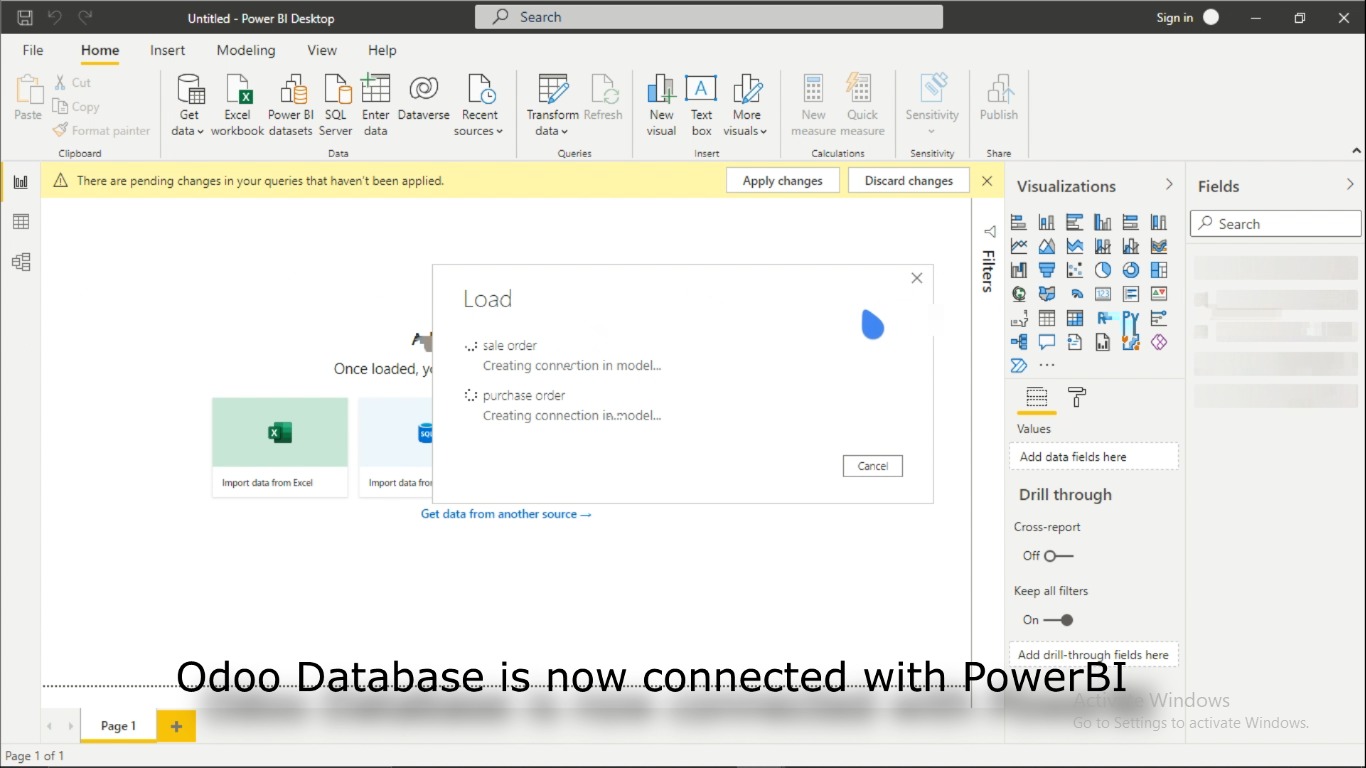 Untitled - Power BI Desktop
Search
Sign in
File
Home
Insert
Modeling
View
Help
Paste
Cut
Copy
Format painter
Clipboard
Get data
Excel workbook
Power BI datasets
SQL Server
Enter data
Dataverse
Recent sources
Data
Transform data
Refresh
Queries
New visual
Text box
More visuals
Insert
New measure
Quick measure
Calculations
Sensitivity
Sensitivity
Publish
Share
There are pending changes in your queries that haven't been applied.
Apply changes
Discard changes
Filters
Load
sale order
Creating connection in model...
purchase order
Creating connection in model...
Cancel
Once loaded,
SQL
Import data from Excel
Import data
Get data from another source →
Visualizations
R
Py
Values
Add data fields here
Drill through
Cross-report
Off
Keep all filters
On
Add drill-through fields here
Fields
Search
Odoo Database is now connected with PowerBI
Activate Windows
Go to Settings to activate Windows.
Page 1
Page 1 of 1